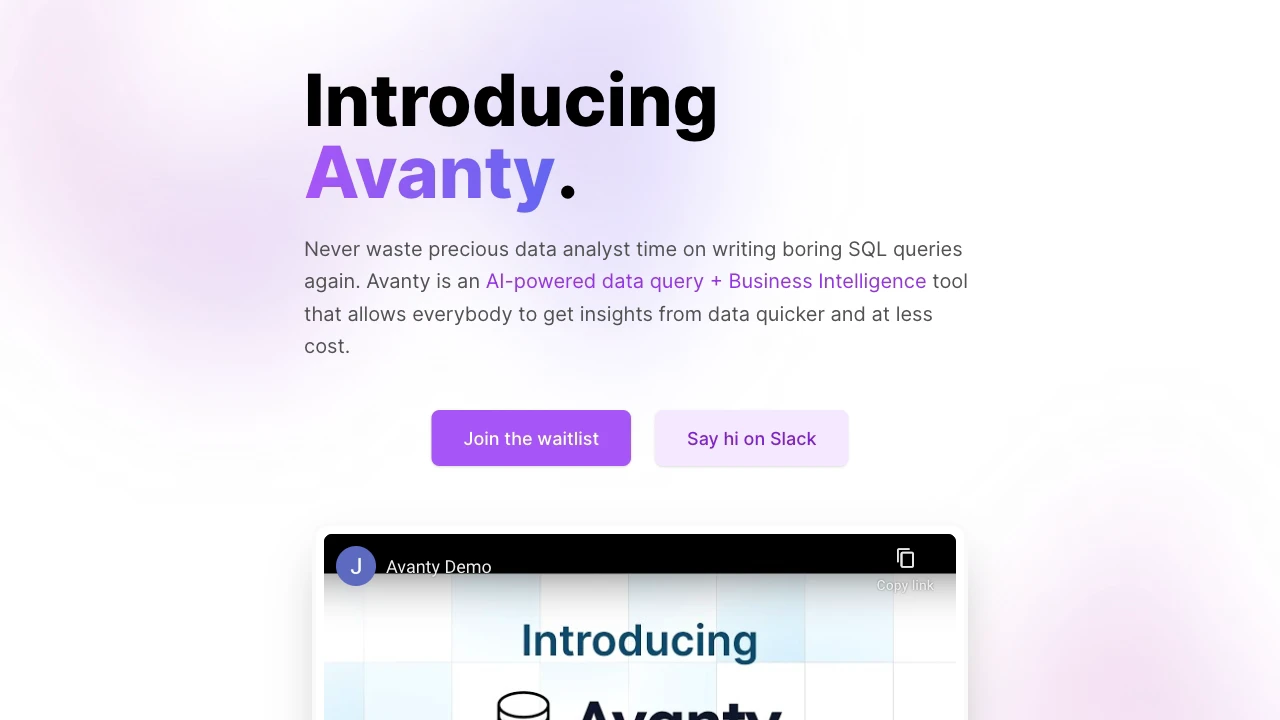 Introducing
Avanty.
Never waste precious data analyst time on writing boring SQL queries
again. Avanty is an AI-powered data query + Business Intelligence tool
that allows everybody to get insights from data quicker and at less
cost.
Join the waitlist
Say hi on Slack
J
Avanty Demo
Copy link
Introducing
Avanty